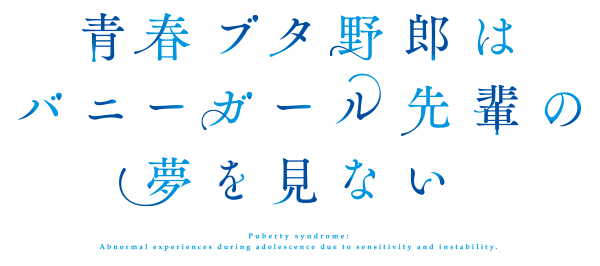 青春ブタ野郎は
バニーガール先輩の
夢を見ない
Puberty syndrome:
Abnormal experiences during adolescence due to sensitivity and instability.